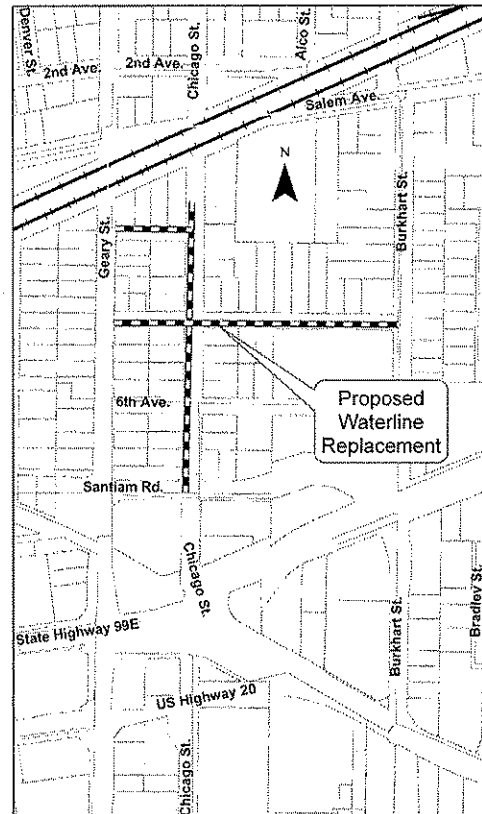 Denver St.
2nd Ave.
2nd Ave.
Chicago St.
Alco St.
Salem Ave.
N
Geary St.
Burkhart St.
6th Ave.
Proposed
Waterline
Replacement
Santiam Rd.
Chicago St.
State Highway 99E
Burkhart St.
Bradley St.
US Highway 20
Chicago St.